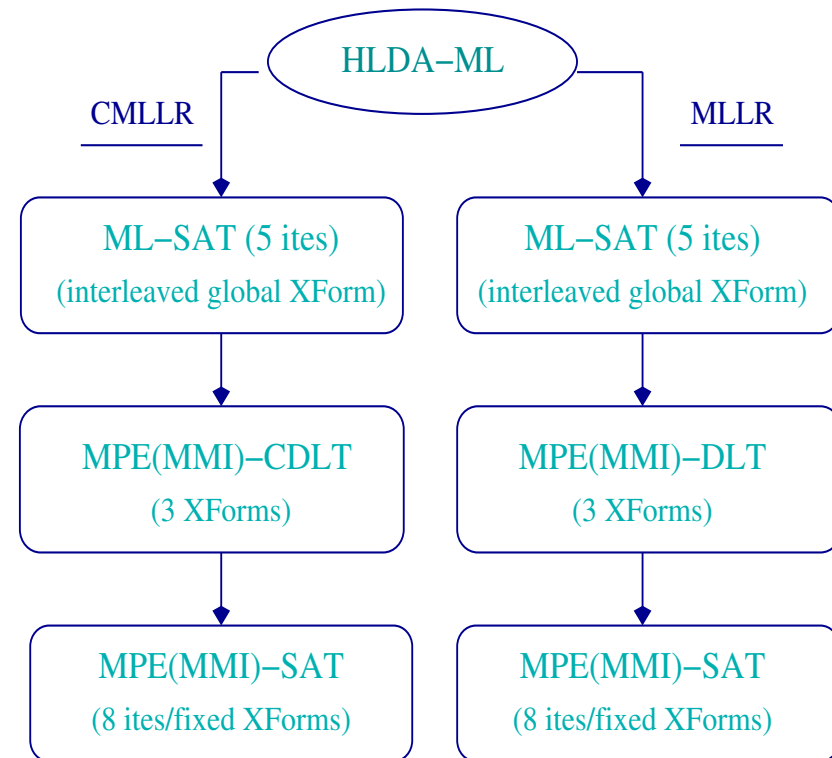 HLDA−ML
CMLLR
MLLR
ML−SAT (5 ites)
(interleaved global XForm)
ML−SAT (5 ites)
(interleaved global XForm)
MPE(MMI)−CDLT
(3 XForms)
MPE(MMI)−DLT
(3 XForms)
MPE(MMI)−SAT
(8 ites/fixed XForms)
MPE(MMI)−SAT
(8 ites/fixed XForms)